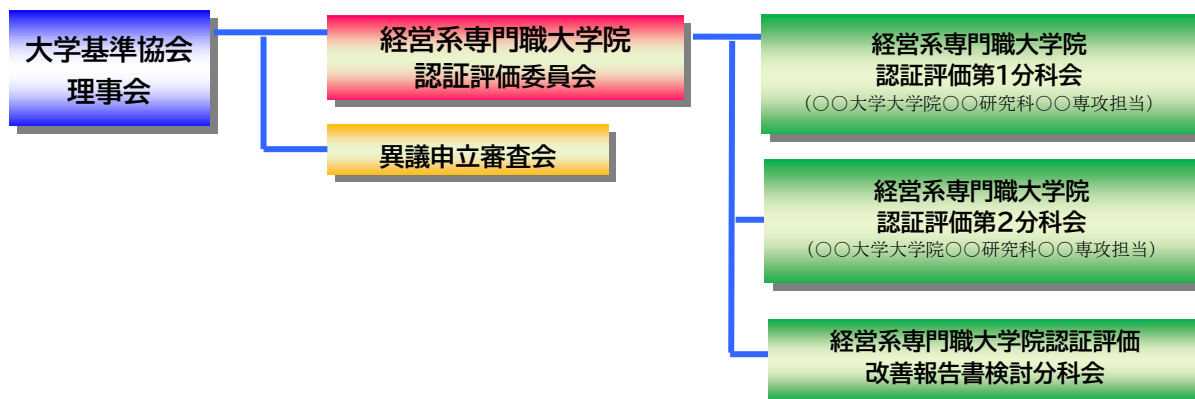 大学基準協会
理事会
経営系専門職大学院
認証評価委員会
異議申立審査会
経営系専門職大学院
認証評価第1分科会
（○○大学大学院○○研究科○○専攻担当）
経営系専門職大学院
認証評価第2分科会
（○○大学大学院○○研究科○○専攻担当）
経営系専門職大学院認証評価
改善報告書検討分科会